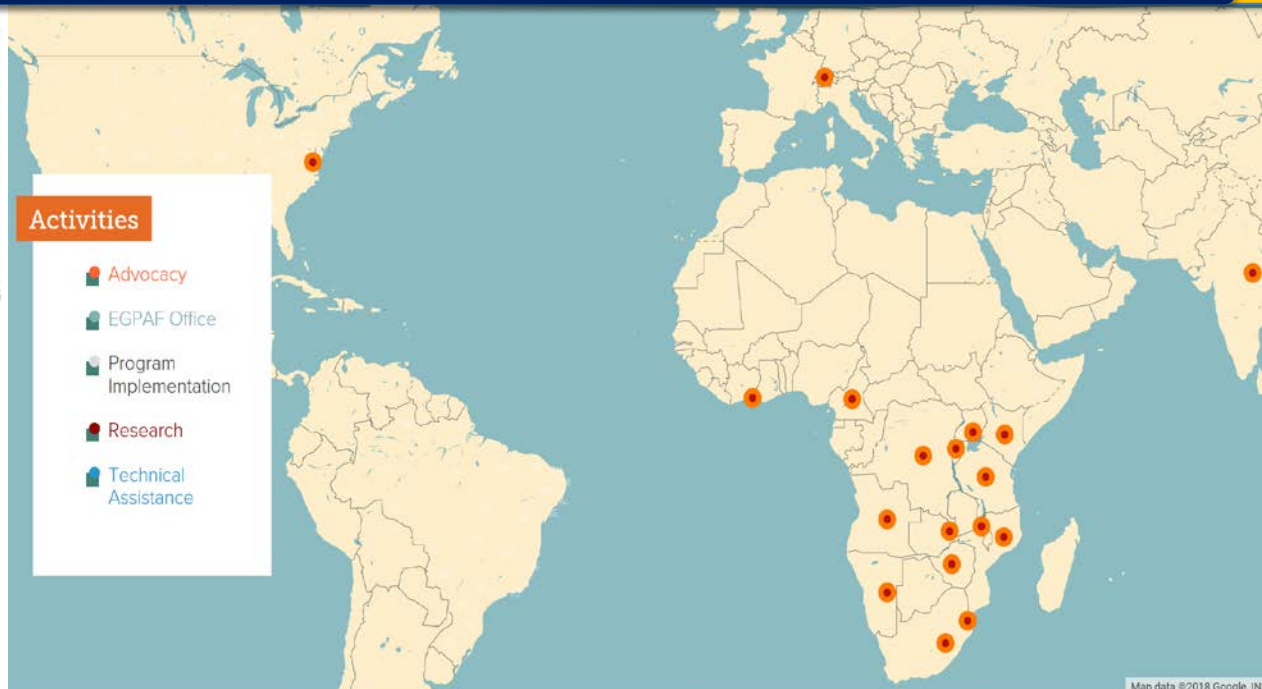 Activities
Advocacy
EGPAF Office
Program
Implementation
Research
Technical
Assistance
Map data ©2018 Google, IN